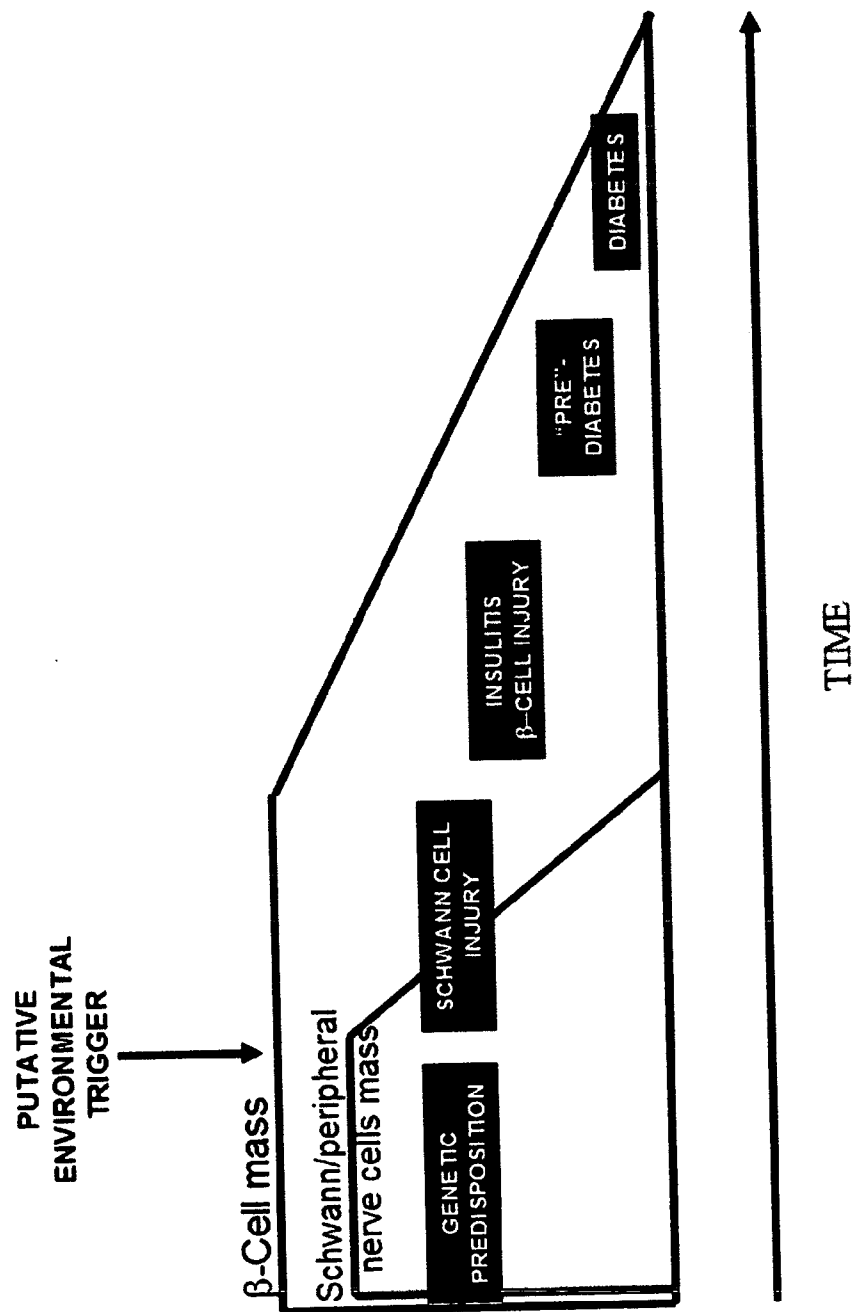 PUTATIVE
ENVIRONMENTAL
TRIGGER
β-Cell mass
Schwann/peripheral
nerve cells mass
GENETIC
PREDISPOSITION
SCHWANN CELL
INJURY
INSULITIS
β-CELL INJURY
"PRE"-
DIABETES
DIABETES
TIME